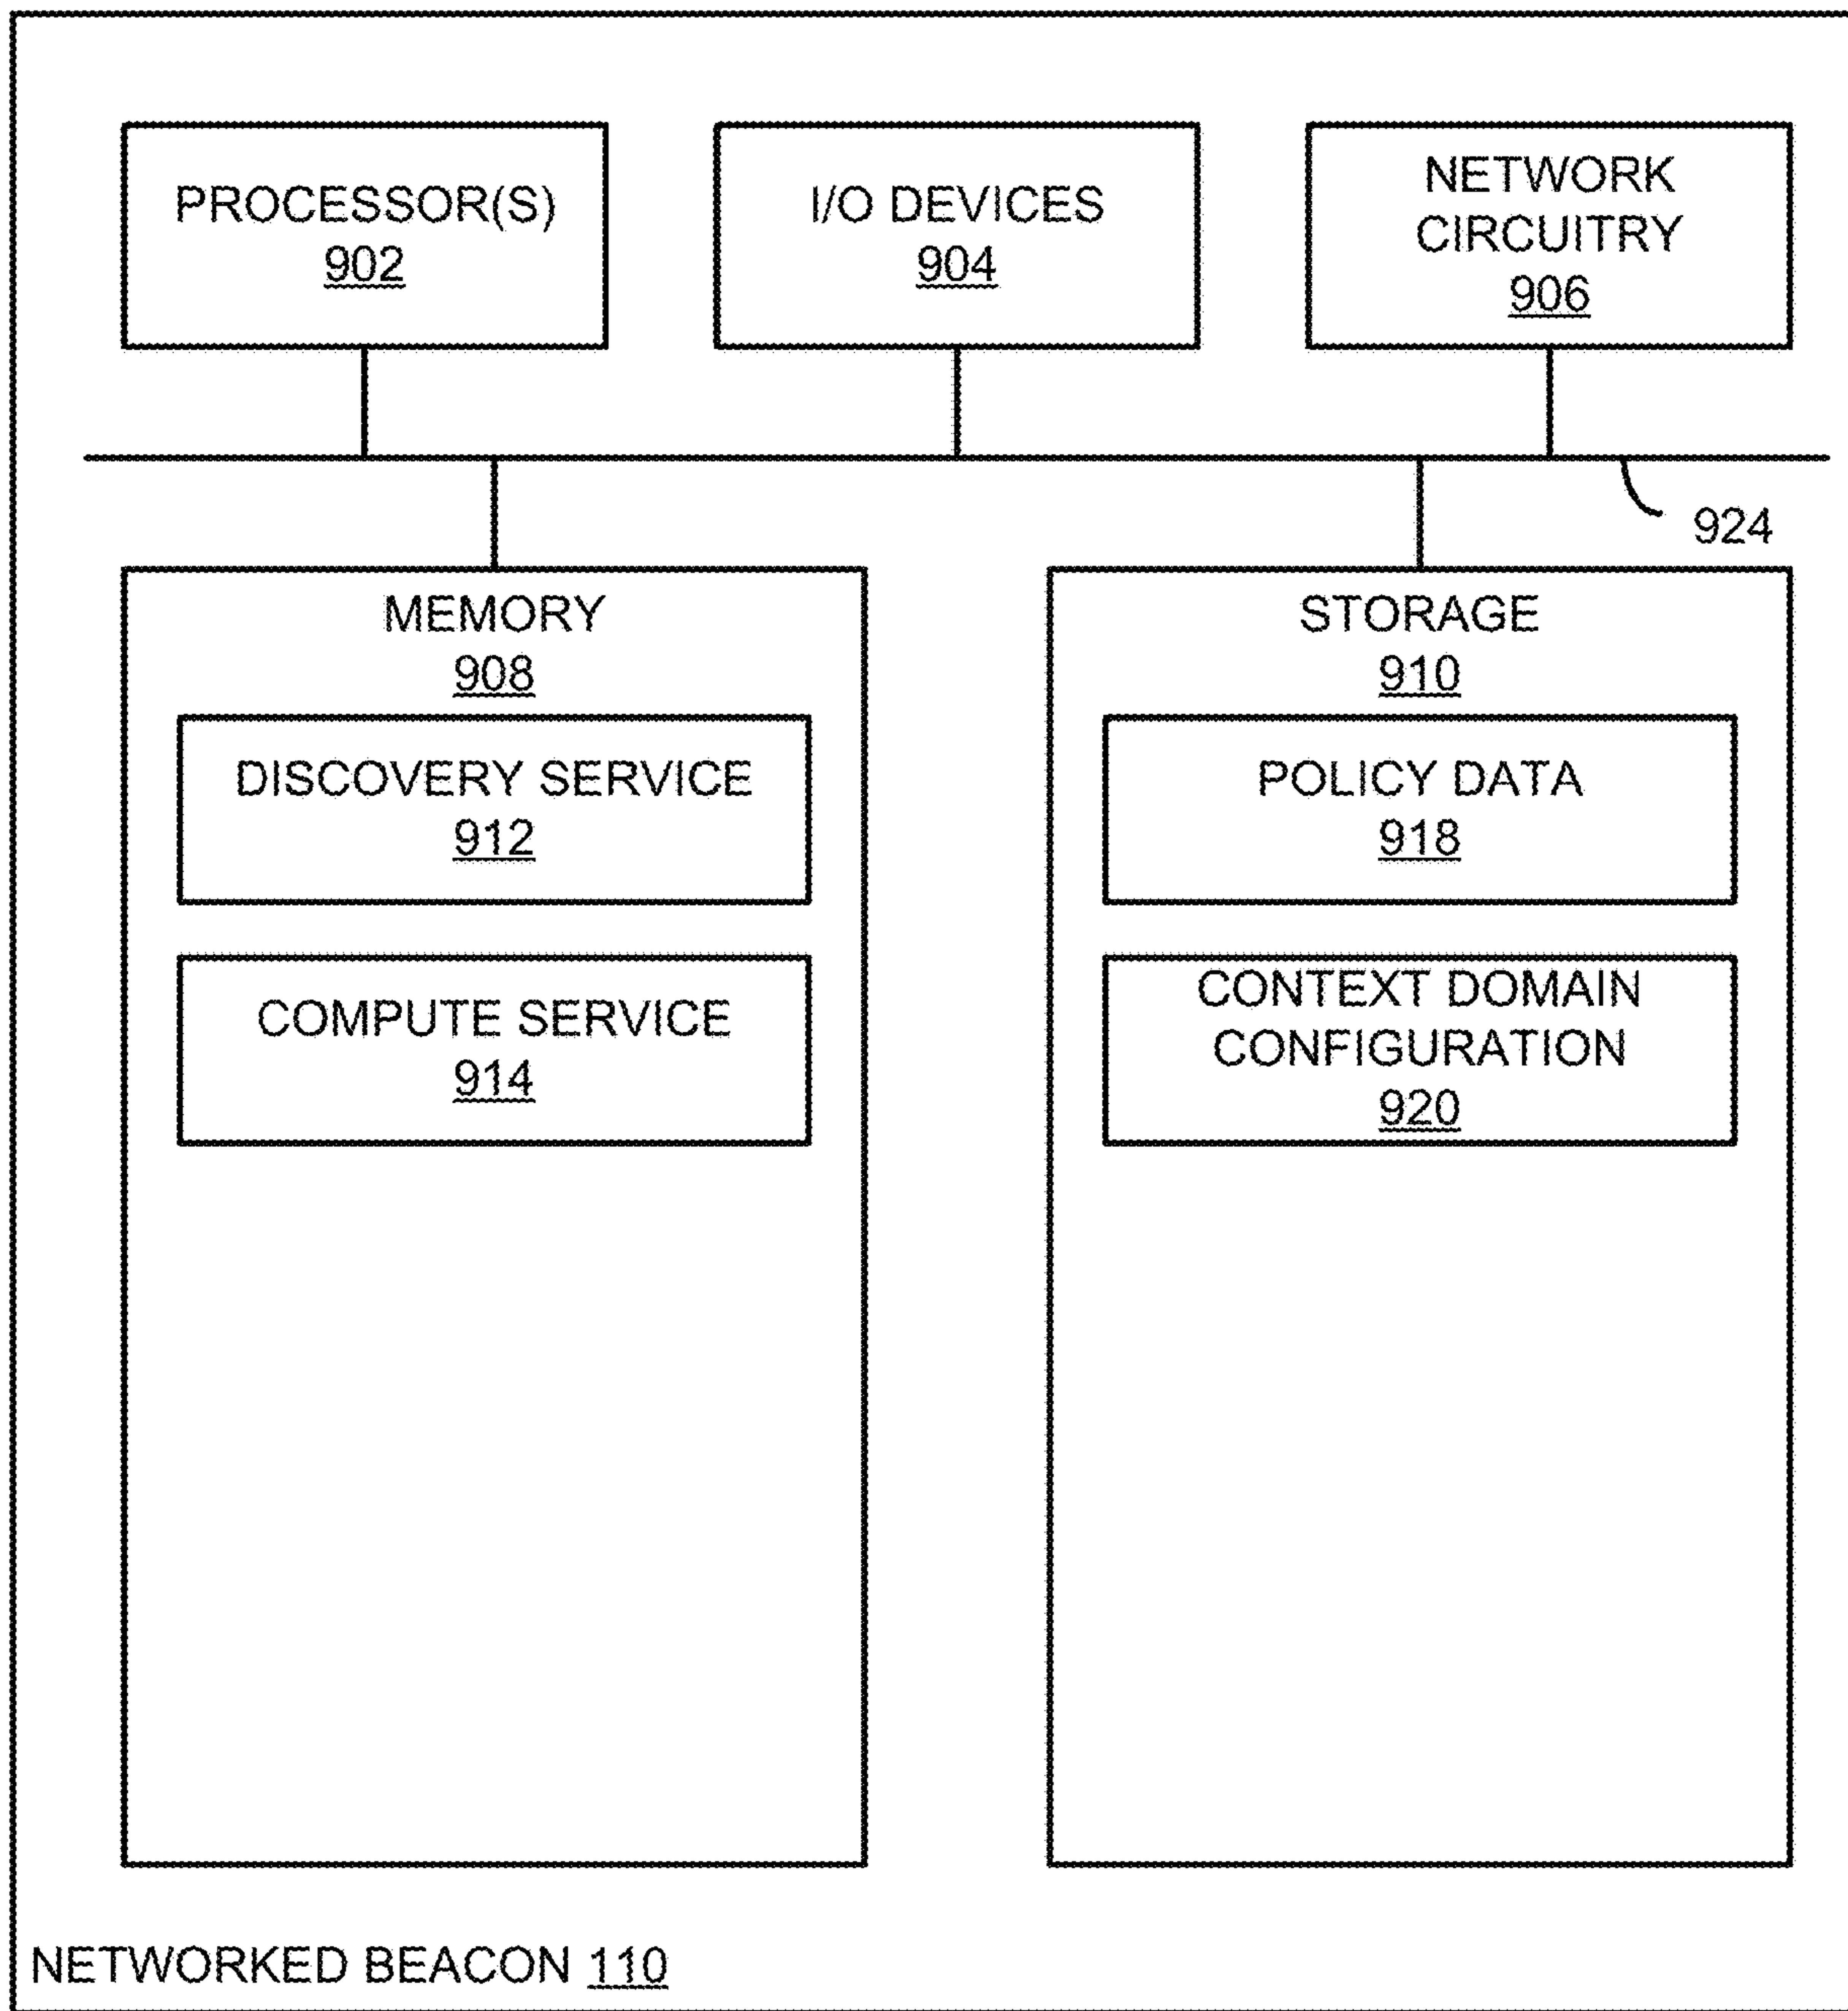 PROCESSOR(S)
902
I/O DEVICES
904
NETWORK
CIRCUITRY
906
924
MEMORY
908
DISCOVERY SERVICE
912
COMPUTE SERVICE
914
STORAGE
910
POLICY DATA
918
CONTEXT DOMAIN
CONFIGURATION
920
NETWORKED BEACON 110